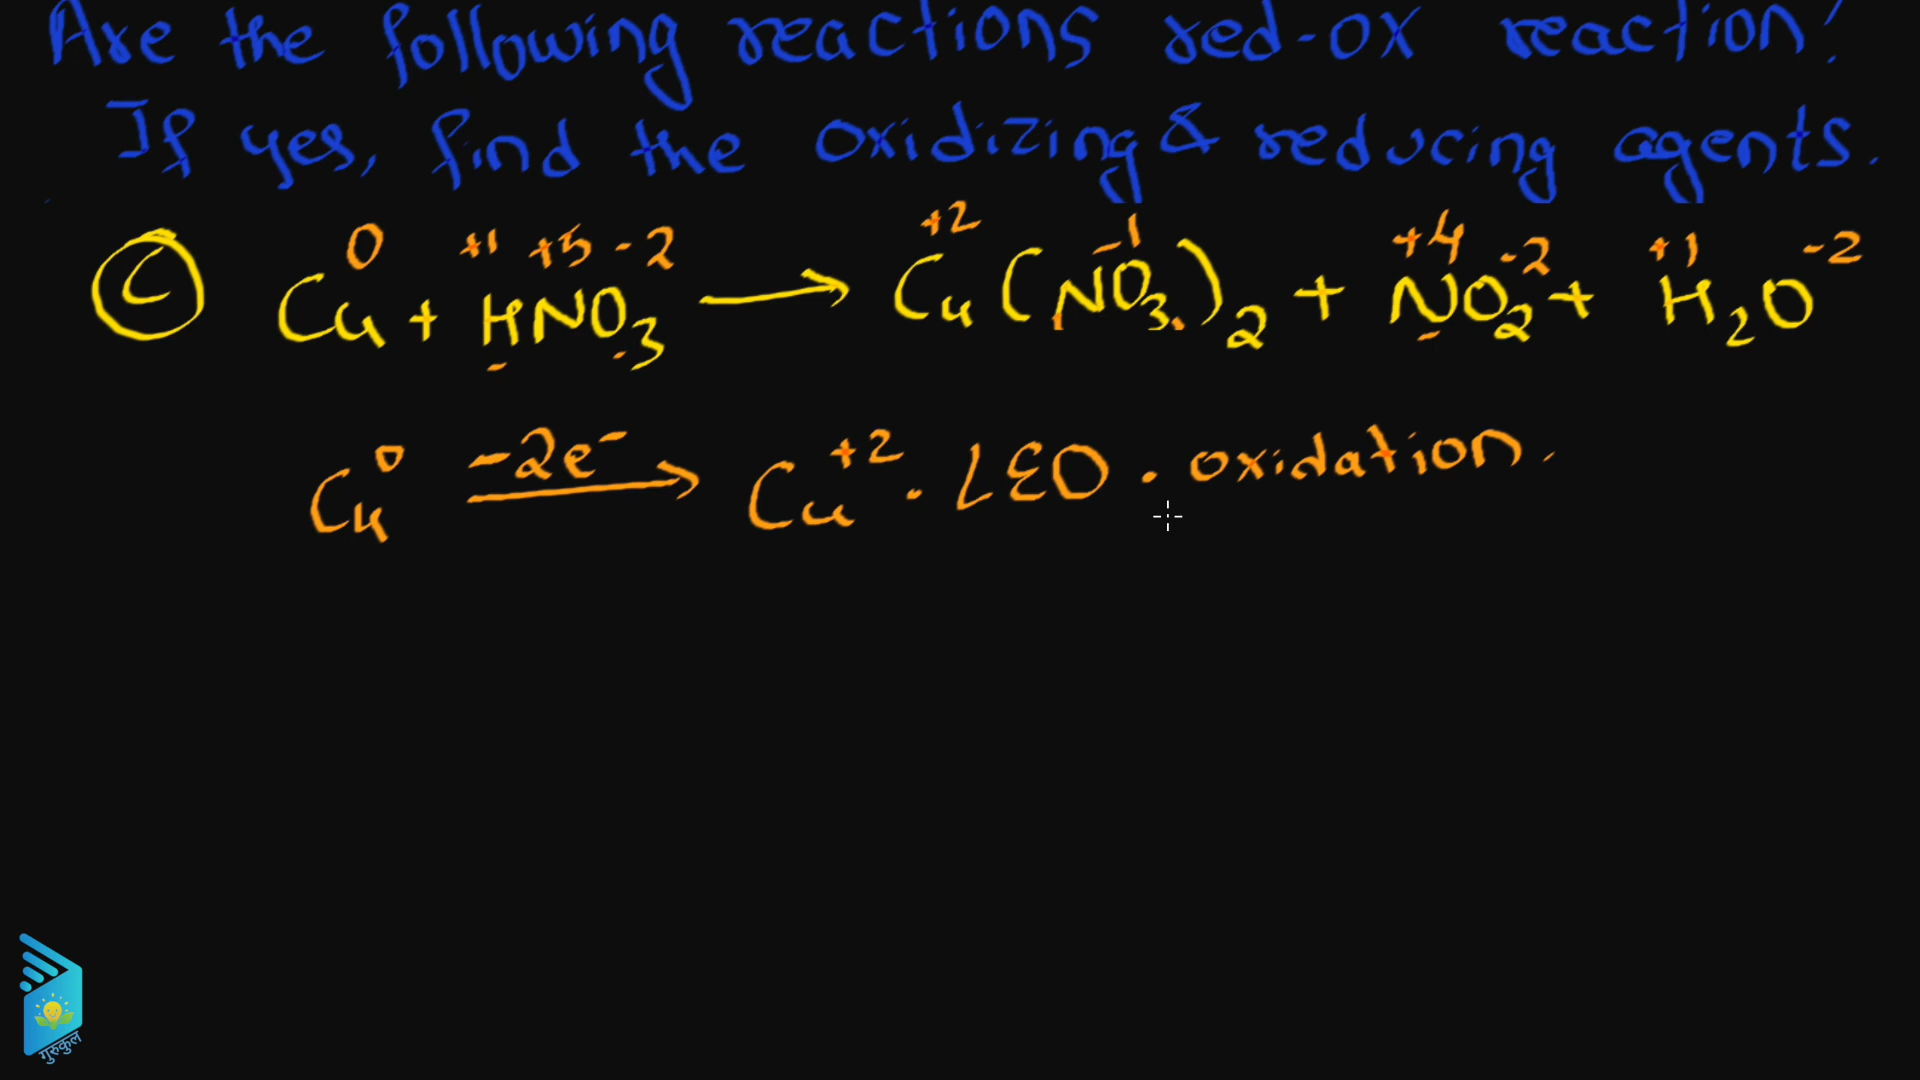 Are the following reactions red-ox reaction?
If yes, find the oxidizing & reducing agents.
0 +1 +5 -2 +2 -1 +4 -2 +1 -2
C Cu + HNO3 → Cu(NO3)2 + NO2 + H2O
Cu⁰ -2e⁻→ Cu⁺². LEO. oxidation.
गुरुकुल